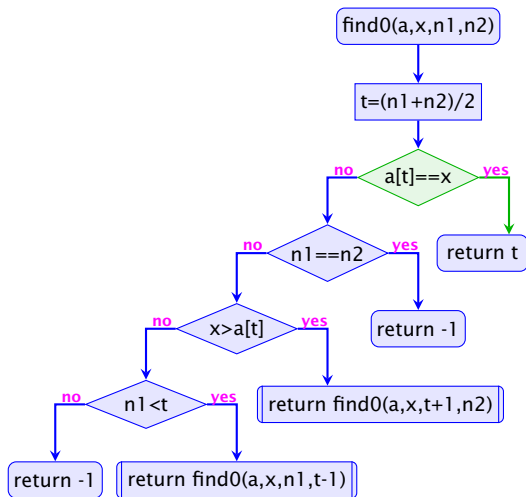 find0(a,x,n1,n2)
t=(n1+n2)/2
a[t]==x
no
yes
return t
n1==n2
no
yes
return -1
x>a[t]
no
yes
return find0(a,x,t+1,n2)
n1<t
no
yes
return -1
return find0(a,x,n1,t-1)